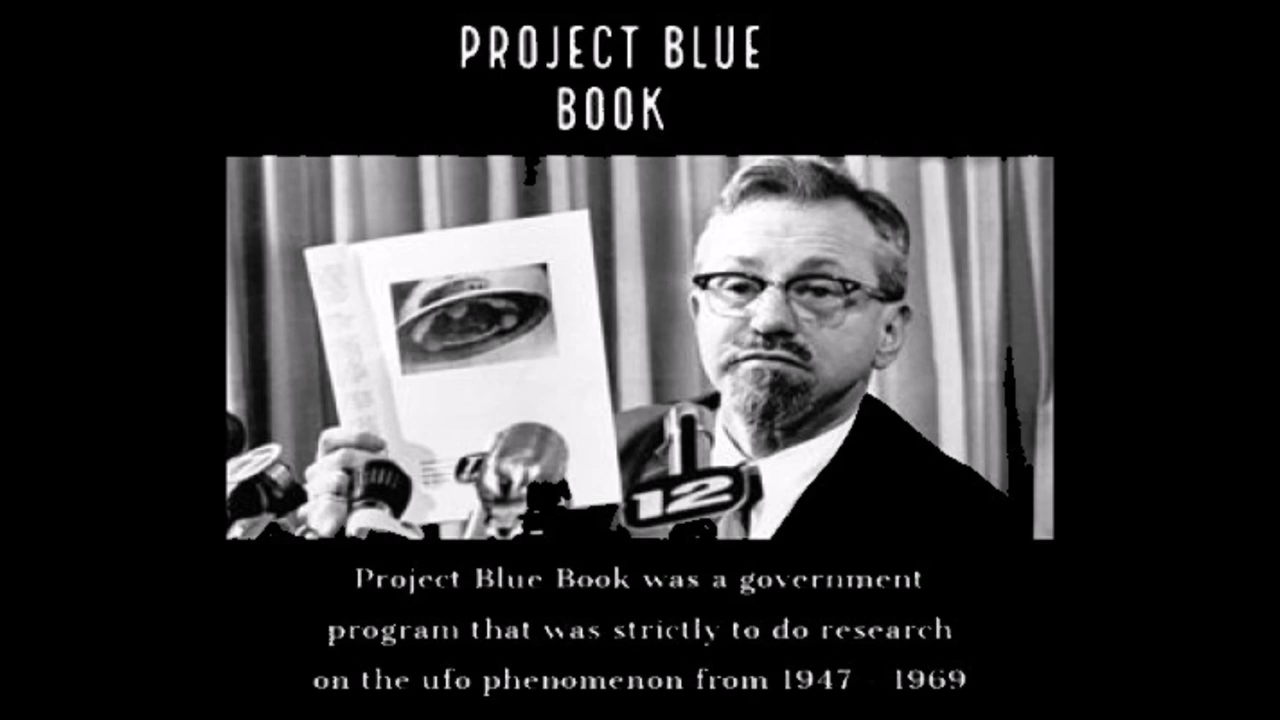 PROJECT BLUE
BOOK
12
Project Blue Book was a government
program that was strictly to do research
on the ufo phenomenon from 1947 - 1969